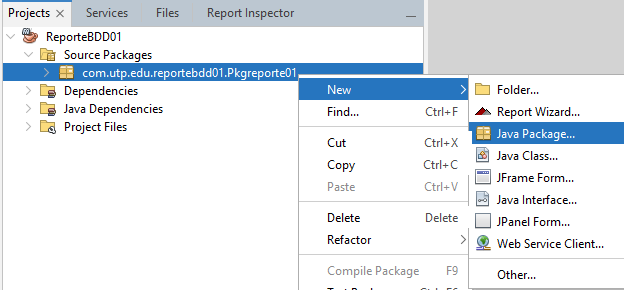 Projects × Services Files Report Inspector
ReporteBDD01
Source Packages
com.utp.edu.reportebdd01.Pkgreporte01
Dependencies
Java Dependencies
Project Files
New
Find... Ctrl+F
Cut Ctrl+X
Copy Ctrl+C
Paste Ctrl+V
Delete Delete
Refactor
Compile Package F9
Folder...
Report Wizard...
Java Package...
Java Class...
JFrame Form...
Java Interface...
JPanel Form...
Web Service Client...
Other...